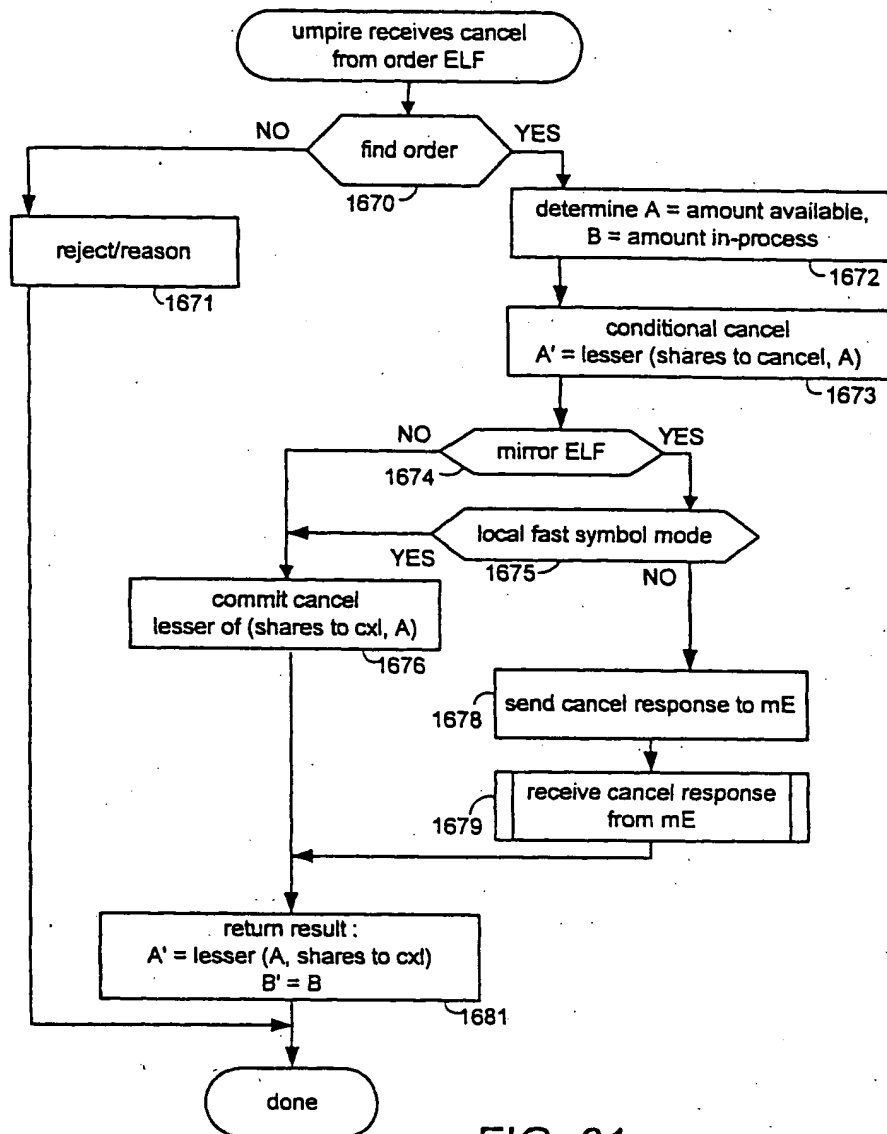 umpire receives cancel
from order ELF
NO
YES
find order
1670
determine A = amount available,
B = amount in-process
1672
reject/reason
1671
conditional cancel
A' = lesser (shares to cancel, A)
1673
NO
YES
mirror ELF
1674
local fast symbol mode
YES
1675
NO
commit cancel
lesser of (shares to cxl, A)
1676
send cancel response to mE
1678
receive cancel response
from mE
1679
return result :
A' = lesser (A, shares to cxl)
B' = B
1681
done